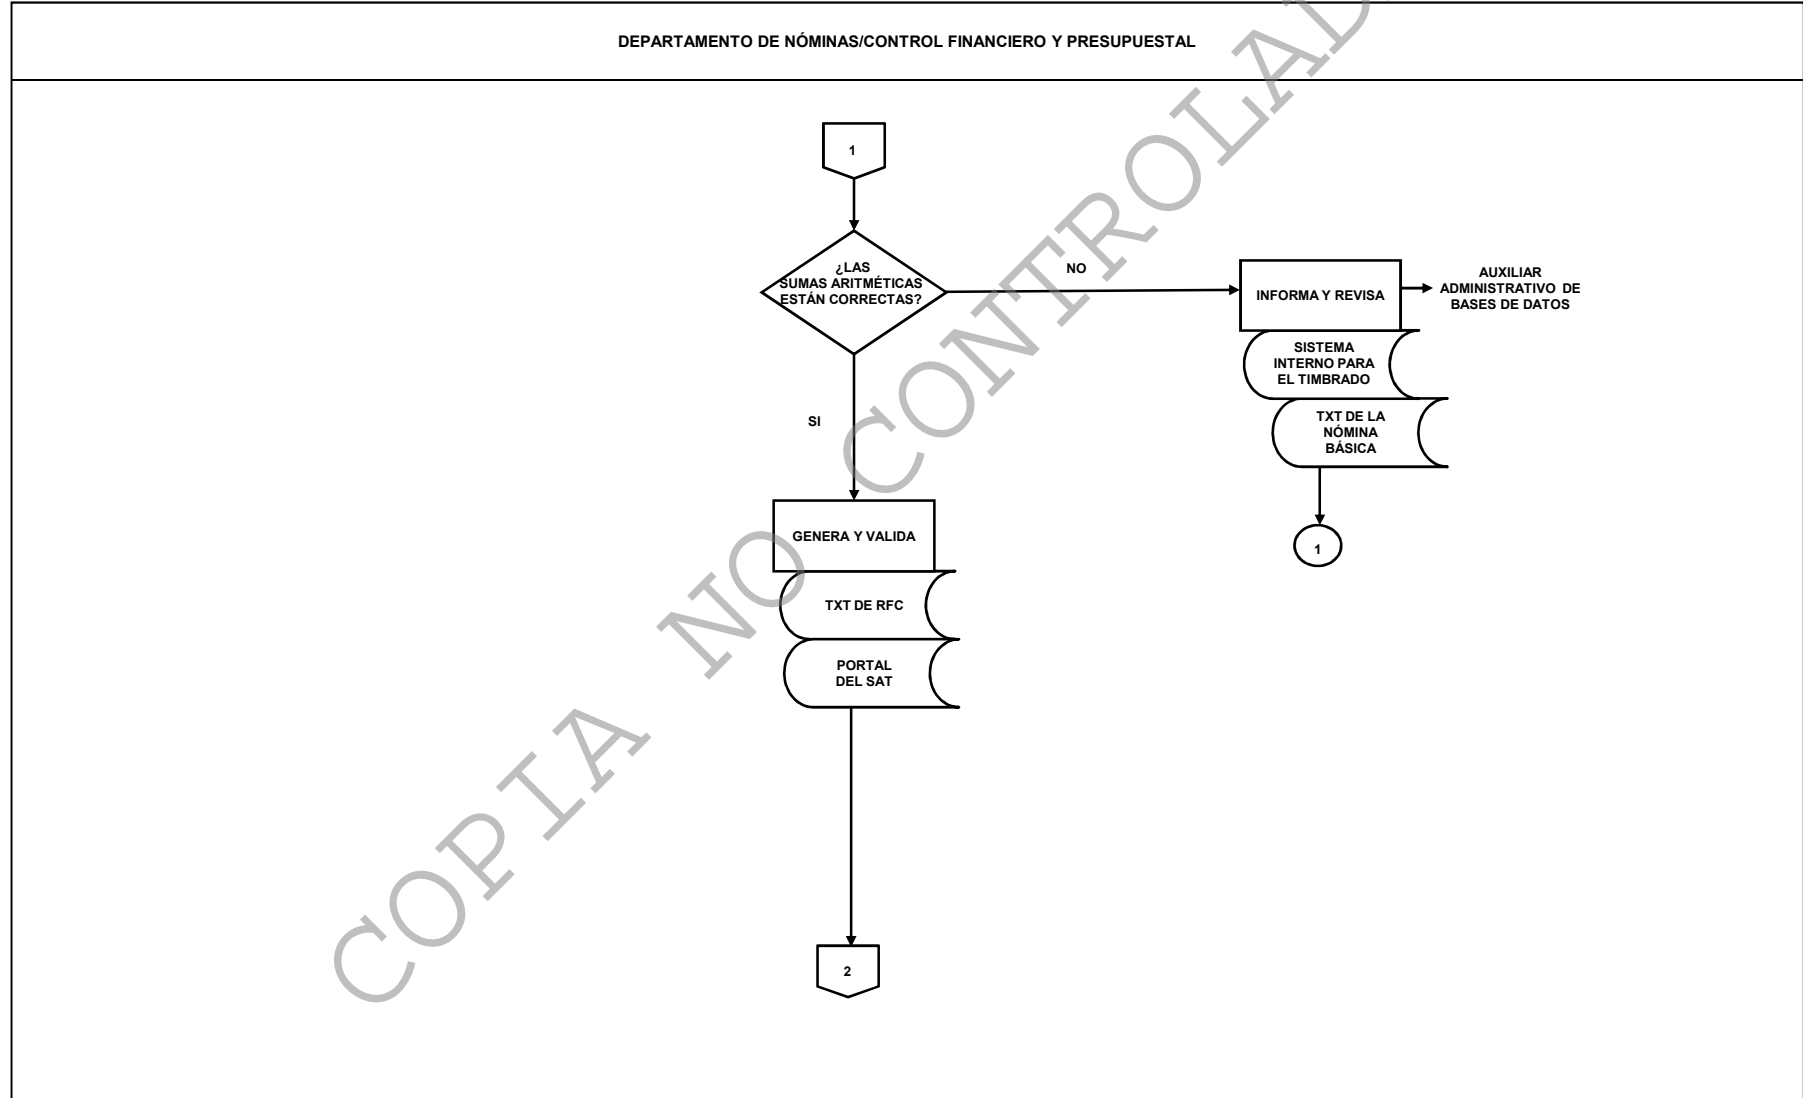 DEPARTAMENTO DE NÓMINAS/CONTROL FINANCIERO Y PRESUPUESTAL
1
¿LAS
SUMAS ARITMÉTICAS
ESTÁN CORRECTAS?
NO
INFORMA Y REVISA
AUXILIAR
ADMINISTRATIVO DE
BASES DE DATOS
SISTEMA
INTERNO PARA
EL TIMBRADO
TXT DE LA
NÓMINA
BÁSICA
1
SI
GENERA Y VALIDA
TXT DE RFC
PORTAL
DEL SAT
2
COPIA NO CONTROLAD